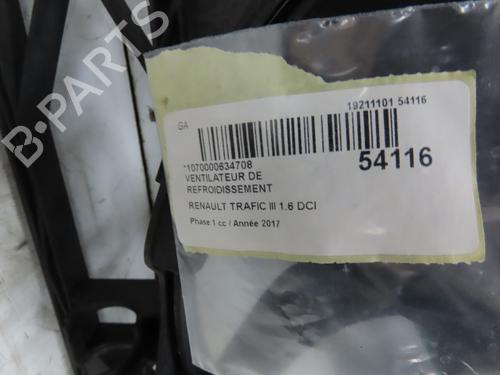 B-PARTS
GA
19211101 54116
*1070000634708
54116
VENTILATEUR DE
REFROIDISSEMENT
RENAULT TRAFIC III 1.6 DCI
Phase 1 cc / Année 2017